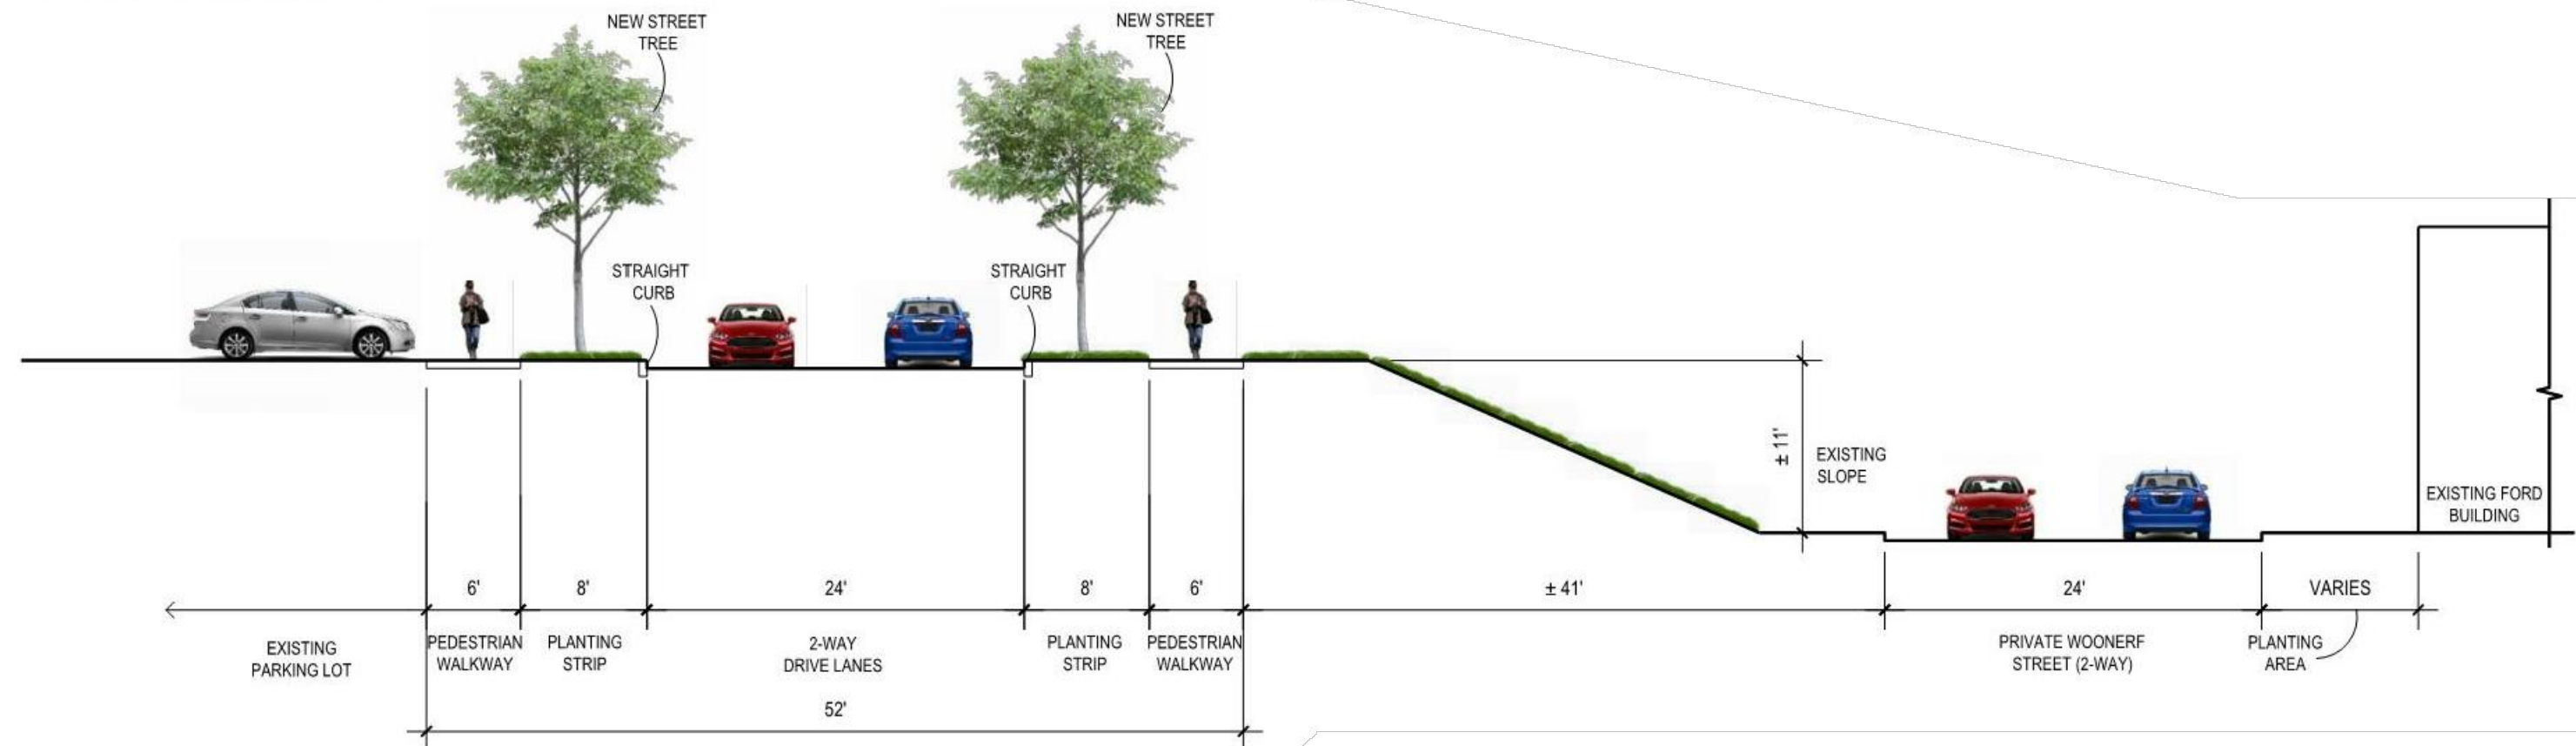 NEW STREET
TREE
NEW STREET
TREE
STRAIGHT
CURB
STRAIGHT
CURB
± 11'
EXISTING
SLOPE
EXISTING FORD
BUILDING
6'
8'
24'
8'
6'
± 41'
24'
VARIES
EXISTING
PARKING LOT
PEDESTRIAN
WALKWAY
PLANTING
STRIP
2-WAY
DRIVE LANES
PLANTING
STRIP
PEDESTRIAN
WALKWAY
PRIVATE WOONERF
STREET (2-WAY)
PLANTING
AREA
52'